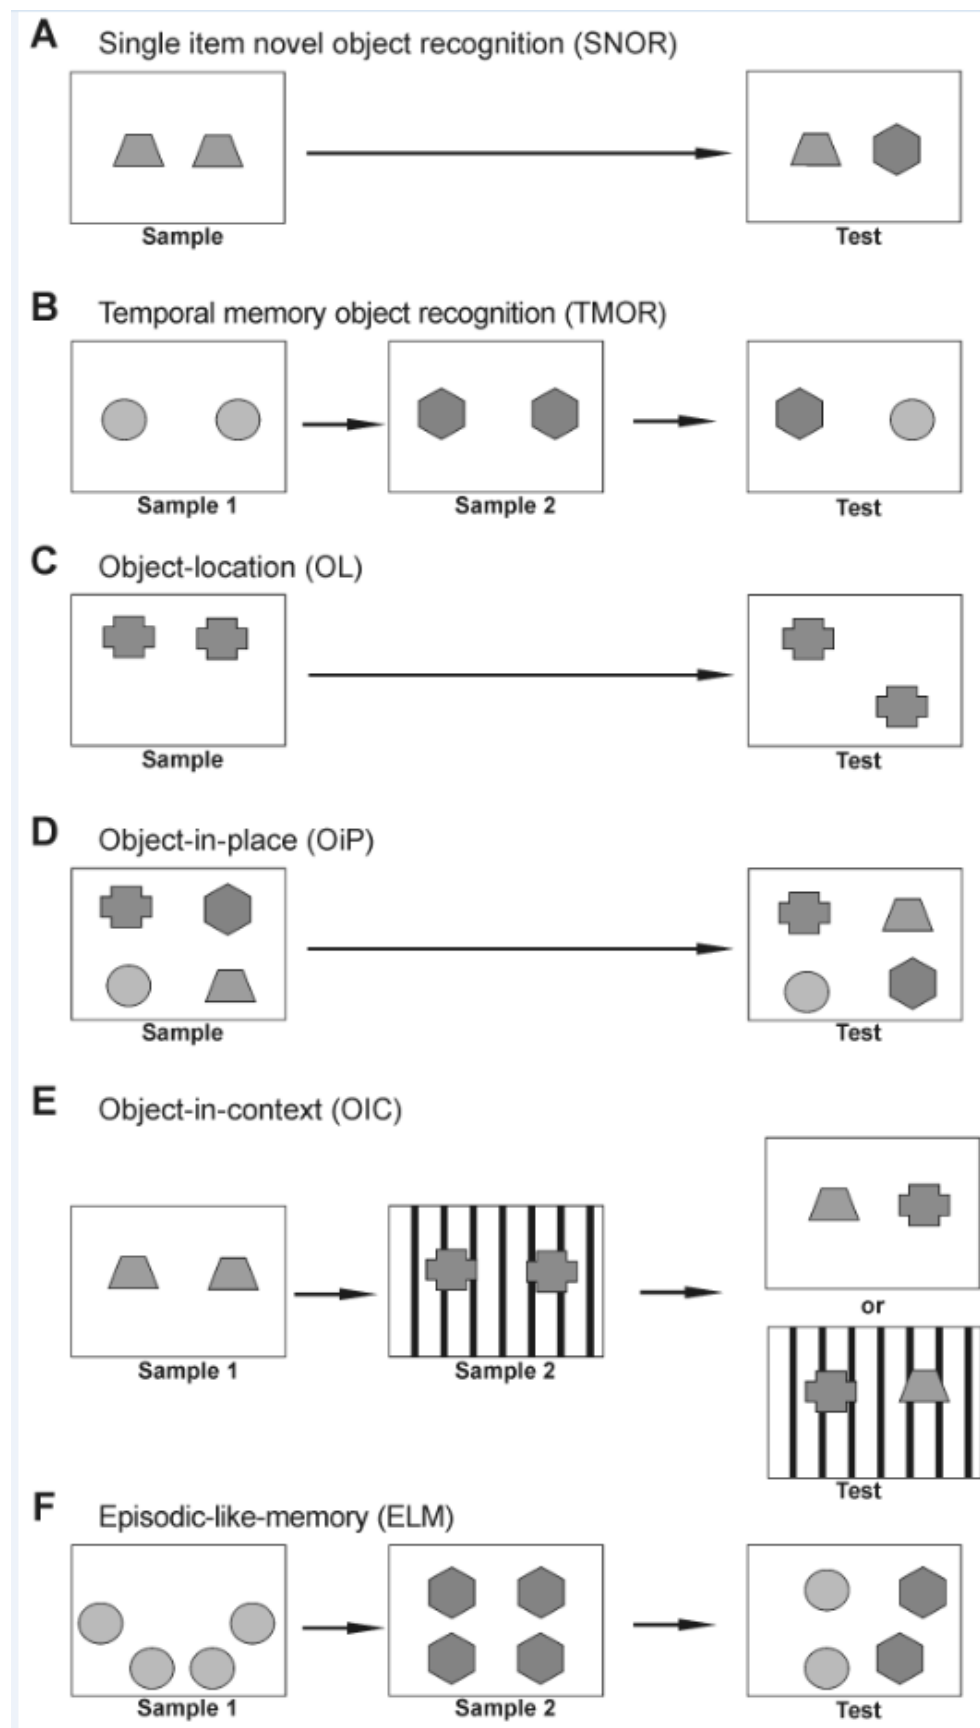 A Single item novel object recognition (SNOR)
Sample Test
B Temporal memory object recognition (TMOR)
Sample 1 Sample 2 Test
C Object-location (OL)
Sample Test
D Object-in-place (OiP)
Sample Test
E Object-in-context (OIC)
or
Sample 1 Sample 2
Test
F Episodic-like-memory (ELM)
Sample 1 Sample 2 Test